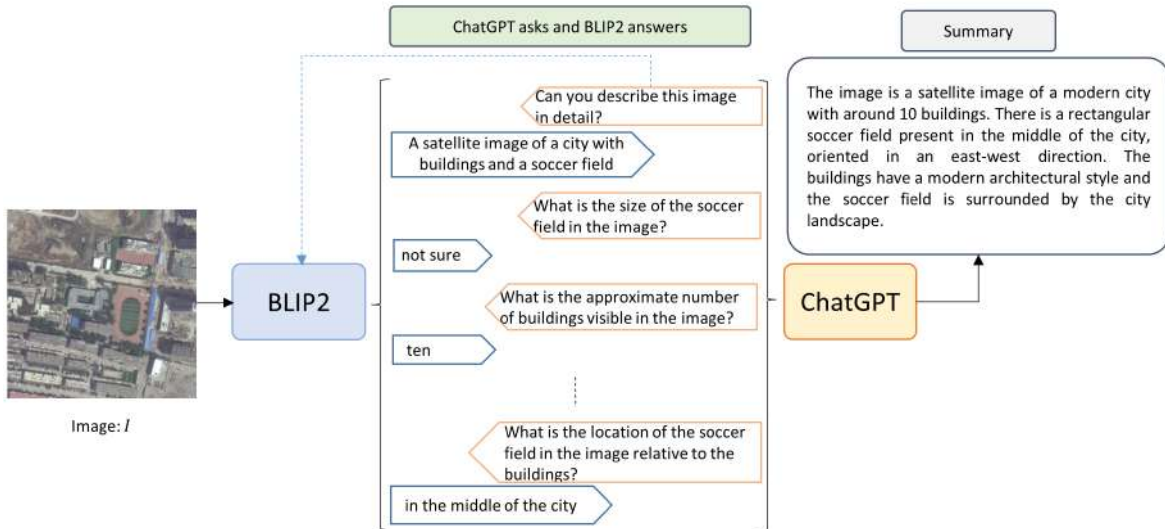 ChatGPT asks and BLIP2 answers
Summary
Can you describe this image
in detail?
A satellite image of a city with
buildings and a soccer field
What is the size of the soccer
field in the image?
not sure
What is the approximate number
of buildings visible in the image?
ten
What is the location of the soccer
field in the image relative to the
buildings?
in the middle of the city
Image: I
BLIP2
ChatGPT
The image is a satellite image of a modern city
with around 10 buildings. There is a rectangular
soccer field present in the middle of the city,
oriented in an east-west direction. The
buildings have a modern architectural style and
the soccer field is surrounded by the city
landscape.